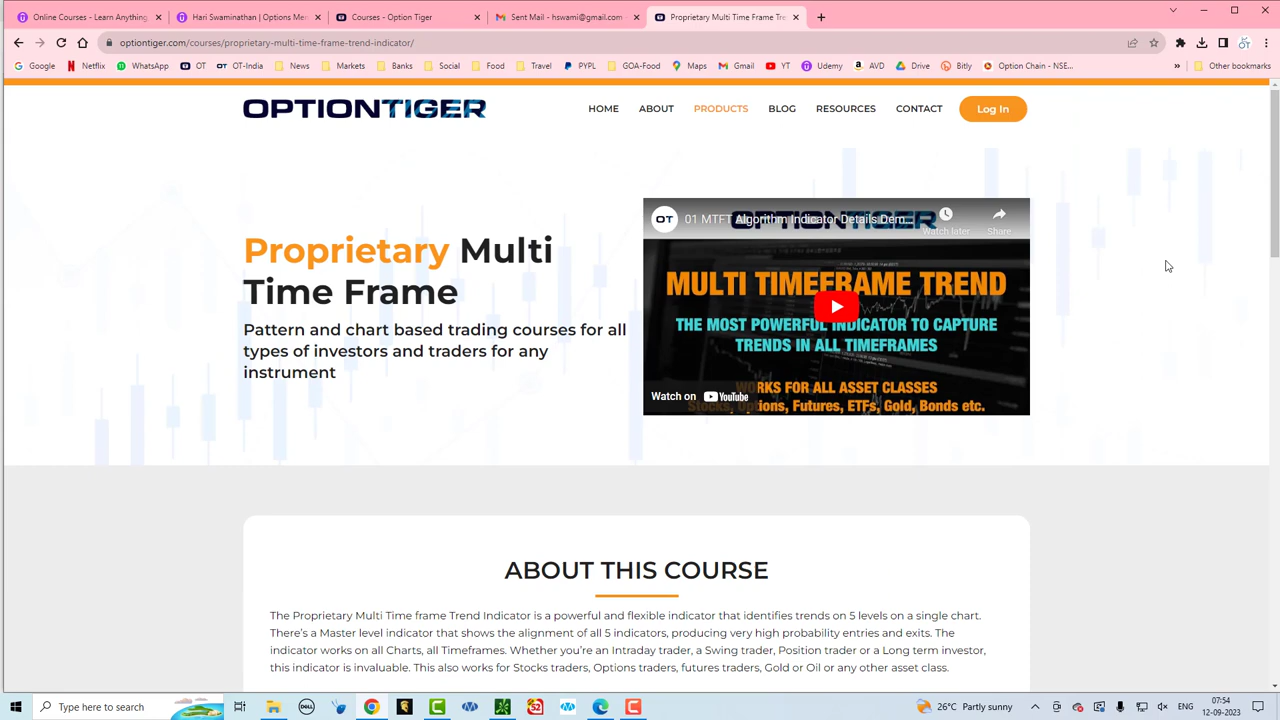 Online Courses - Learn Anything,
Hari Swaminathan | Options Men
Courses - Option Tiger
Sent Mail - hswami@gmail.com -
Proprietary Multi Time Frame Tre
optiontiger.com/courses/proprietary-multi-time-frame-trend-indicator/
Google Netflix WhatsApp OT OT-India News Markets Banks Social Food Travel PYPL GOA-Food Maps Gmail YT Udemy AVD Drive Bitly Option Chain - NSE... » Other bookmarks
OPTIONTIGER
HOME ABOUT PRODUCTS BLOG RESOURCES CONTACT Log In
Proprietary Multi
Time Frame
Pattern and chart based trading courses for all
types of investors and traders for any
instrument
OT 01 MTFT Algorithm Indicator Details Dem...
OPTIONTIGER
Watch later Share
MULTI TIMEFRAME TREND
THE MOST POWERFUL INDICATOR TO CAPTURE
TRENDS IN ALL TIMEFRAMES
WORKS FOR ALL ASSET CLASSES
Stocks, Options, Futures, ETFs, Gold, Bonds etc.
Watch on YouTube
ABOUT THIS COURSE
The Proprietary Multi Time frame Trend Indicator is a powerful and flexible indicator that identifies trends on 5 levels on a single chart.
There's a Master level indicator that shows the alignment of all 5 indicators, producing very high probability entries and exits. The
indicator works on all Charts, all Timeframes. Whether you're an Intraday trader, a Swing trader, Position trader or a Long term investor,
this indicator is invaluable. This also works for Stocks traders, Options traders, futures traders, Gold or Oil or any other asset class.
Type here to search
DELL
52
26°C Partly sunny
ENG
07:54
12-09-2023